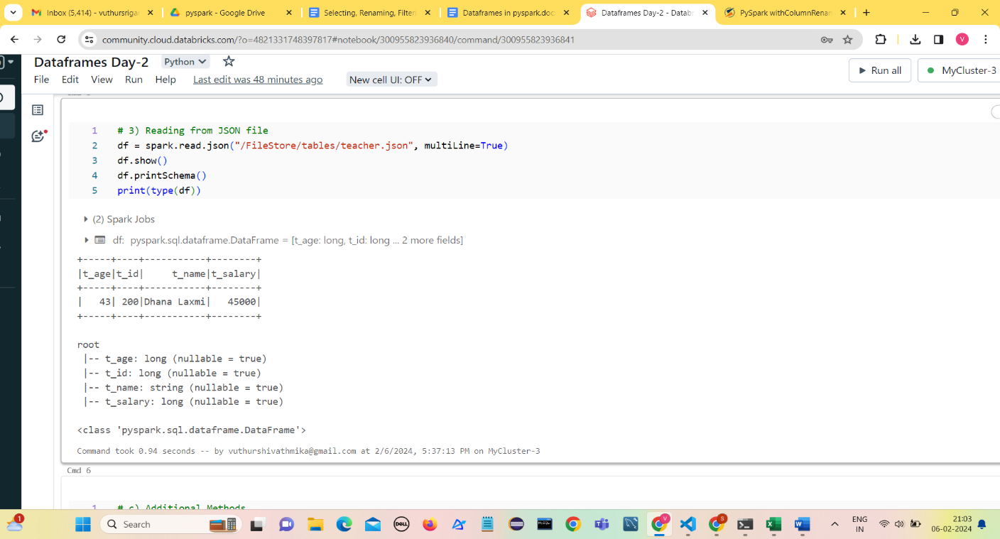 Inbox (5,414) - vuthursrigar
pyspark - Google Drive
Selecting, Renaming, Filter
Dataframes in pyspark.doc
Dataframes Day-2 - Databr
PySpark withColumnRenan
community.cloud.databricks.com/?o=4821331748397817#notebook/300955823936840/command/300955823936841
V
Dataframes Day-2 Python
File Edit View Run Help Last edit was 48 minutes ago New cell UI: OFF
Run all MyCluster-3
1 # 3) Reading from JSON file
2 df = spark.read.json("/FileStore/tables/teacher.json", multiLine=True)
3 df.show()
4 df.printSchema()
5 print(type(df))
(2) Spark Jobs
df: pyspark.sql.dataframe.DataFrame = [t_age: long, t_id: long ... 2 more fields]
+-----+----+-----------+--------+
|t_age|t_id|     t_name|t_salary|
+-----+----+-----------+--------+
|   43| 200|Dhana Laxmi|   45000|
+-----+----+-----------+--------+
root
 |-- t_age: long (nullable = true)
 |-- t_id: long (nullable = true)
 |-- t_name: string (nullable = true)
 |-- t_salary: long (nullable = true)
<class 'pyspark.sql.dataframe.DataFrame'>
Command took 0.94 seconds -- by vuthurshivathmika@gmail.com at 2/6/2024, 5:37:13 PM on MyCluster-3
Cmd 6
1 # c) Additional Methods
1
Search
DELL
MySQL
V
S
ENG
IN
21:03
06-02-2024